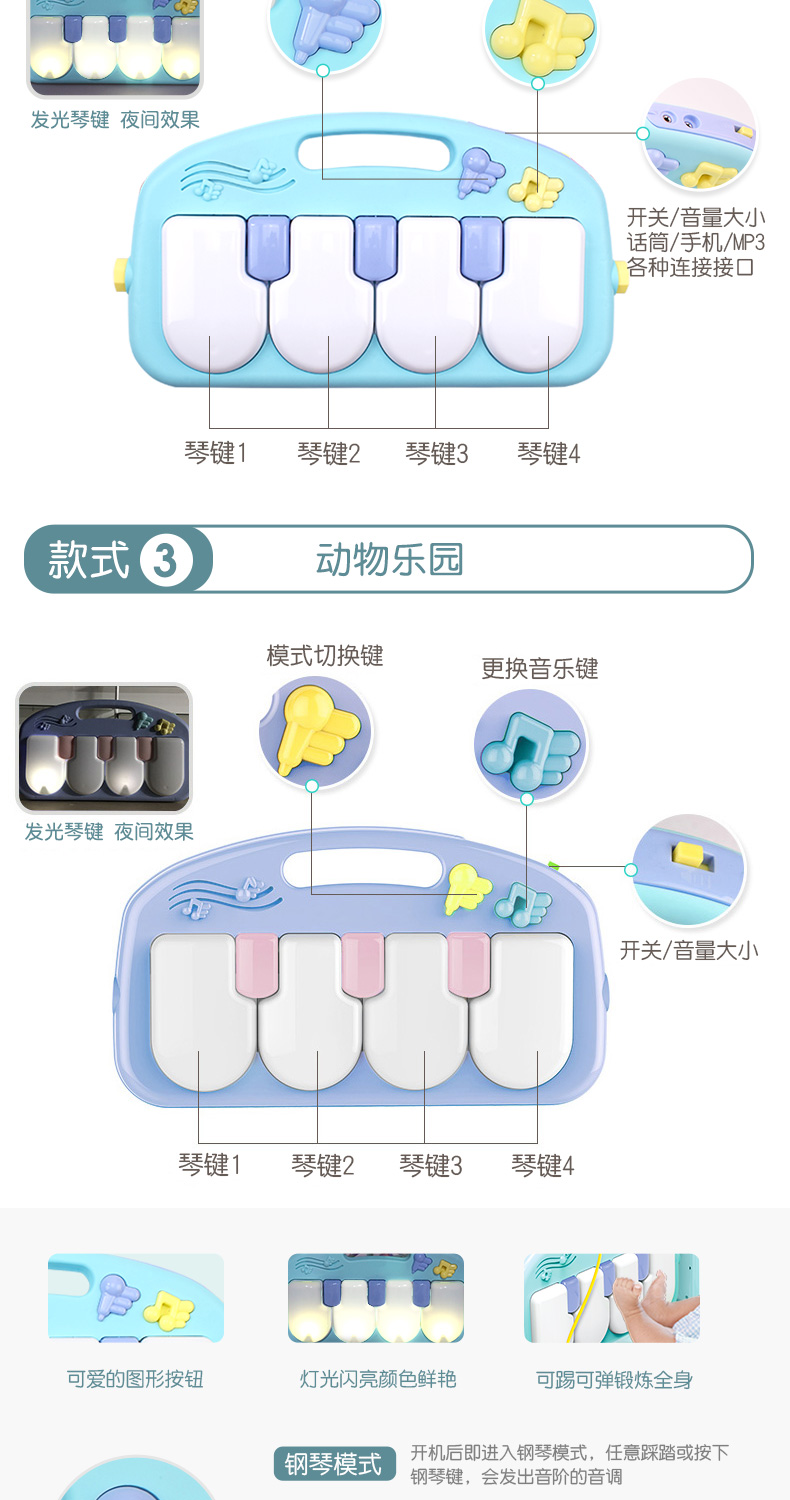 发光琴键 夜间效果
开关/音量大小
话筒/手机/MP3
各种连接接口
琴键1 琴键2 琴键3 琴键4
款式 3 动物乐园
模式切换键
更换音乐键
发光琴键 夜间效果
开关/音量大小
琴键1 琴键2 琴键3 琴键4
可爱的图形按钮 灯光闪亮颜色鲜艳 可踢可弹锻炼全身
钢琴模式
开机后即进入钢琴模式，任意踩踏或按下
钢琴键，会发出音阶的音调